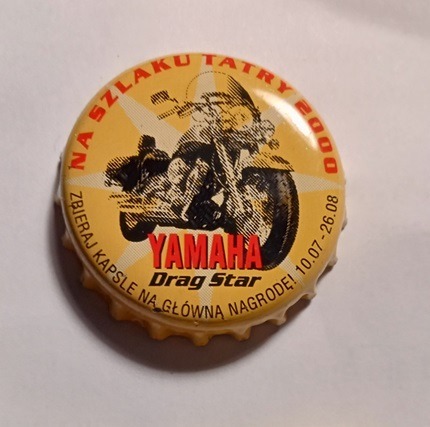 NA SZLAKU TATRY 2000
YAMAHA
Drag Star
ZBIERAJ KAPSLE NA GŁÓWNĄ NAGRODĘ! 10.07-26.08